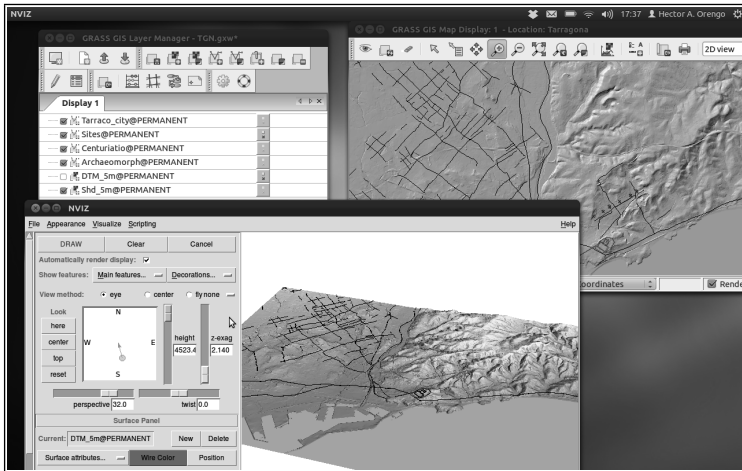 NVIZ
17:37 Hector A. Orengo
GRASS GIS Layer Manager - TGN.gxw*
GRASS GIS Map Display: 1 - Location: Tarragona
2D view
Display 1
Tarraco_city@PERMANENT
Sites@PERMANENT
Centuriatio@PERMANENT
Archaeomorph@PERMANENT
DTM_5m@PERMANENT
Shd_5m@PERMANENT
oordinates
Rende
NVIZ
File Appearance Visualize Scripting Help
DRAW Clear Cancel
Automatically render display:
Show features: Main features... Decorations...
View method: eye center fly none
Look
here
center
top
reset
N
W E
S
height z-exag
4523.4 2.140
perspective 32.0 twist 0.0
Surface Panel
Current: DTM_5m@PERMANENT New Delete
Surface attributes... Wire Color Position